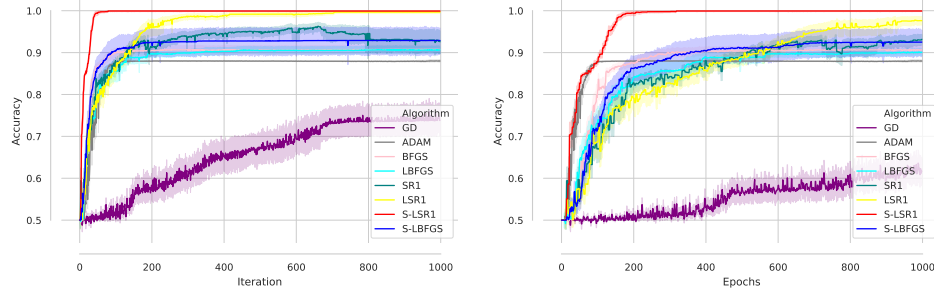 1.0
0.9
0.8
0.7
0.6
0.5
Accuracy
0 200 400 600 800 1000
Iteration
Algorithm
GD
ADAM
BFGS
LBFGS
SR1
LSR1
S-LSR1
S-LBFGS
1.0
0.9
0.8
0.7
0.6
0.5
Accuracy
0 200 400 600 800 1000
Epochs
Algorithm
GD
ADAM
BFGS
LBFGS
SR1
LSR1
S-LSR1
S-LBFGS